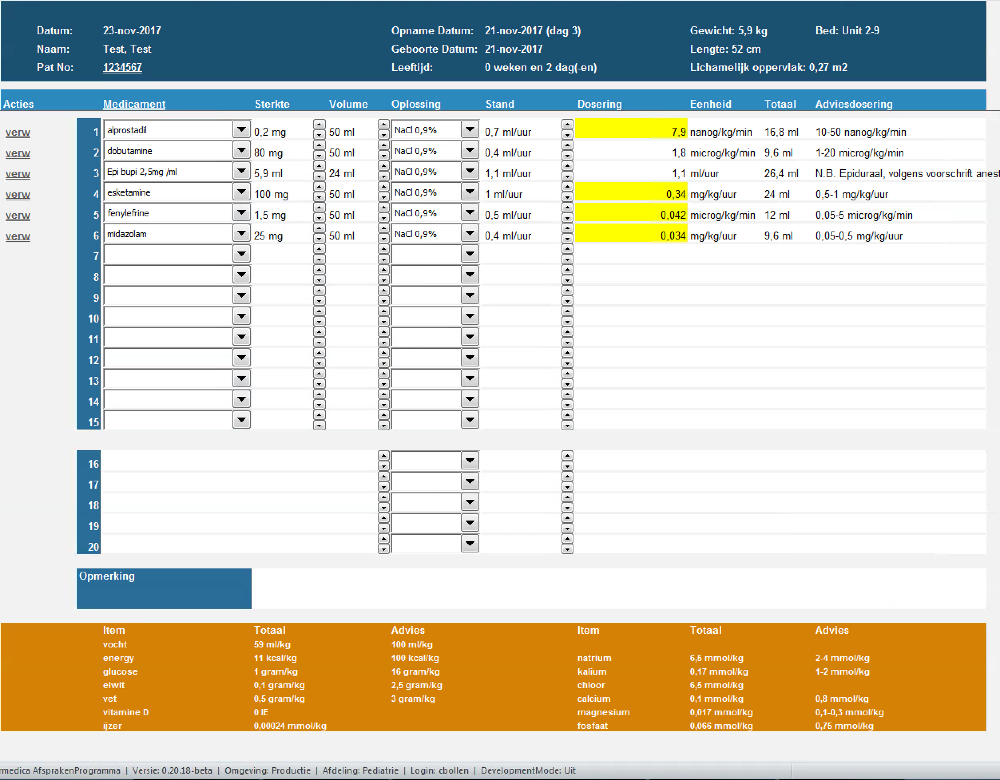 Datum: 23-nov-2017 Opname Datum: 21-nov-2017 (dag 3) Gewicht: 5,9 kg Bed: Unit 2-9
Naam: Test, Test Geboorte Datum: 21-nov-2017 Lengte: 52 cm
Pat No: 1234567 Leeftijd: 0 weken en 2 dag(-en) Lichamelijk oppervlak: 0,27 m2
Acties Medicament Sterkte Volume Oplossing Stand Dosering Eenheid Totaal Adviesdosering
verw 1 alprostadil 0,2 mg 50 ml NaCl 0,9% 0,7 ml/uur 7,9 nanog/kg/min 16,8 ml 10-50 nanog/kg/min
verw 2 dobutamine 80 mg 50 ml NaCl 0,9% 0,4 ml/uur 1,8 microg/kg/min 9,6 ml 1-20 microg/kg/min
verw 3 Epi bupi 2,5mg /ml 5,9 ml 24 ml NaCl 0,9% 1,1 ml/uur 1,1 ml/uur 26,4 ml N.B. Epiduraal, volgens voorschrift anest
verw 4 esketamine 100 mg 50 ml NaCl 0,9% 1 ml/uur 0,34 mg/kg/uur 24 ml 0,5-1 mg/kg/uur
verw 5 fenylefrine 1,5 mg 50 ml NaCl 0,9% 0,5 ml/uur 0,042 microg/kg/min 12 ml 0,05-5 microg/kg/min
verw 6 midazolam 25 mg 50 ml NaCl 0,9% 0,4 ml/uur 0,034 mg/kg/uur 9,6 ml 0,05-0,5 mg/kg/uur
7
8
9
10
11
12
13
14
15
16
17
18
19
20
Opmerking
Item Totaal Advies Item Totaal Advies
vocht 59 ml/kg 100 ml/kg
energy 11 kcal/kg 100 kcal/kg natrium 6,5 mmol/kg 2-4 mmol/kg
glucose 1 gram/kg 16 gram/kg kalium 0,17 mmol/kg 1-2 mmol/kg
eiwit 0,1 gram/kg 2,5 gram/kg chloor 6,5 mmol/kg
vet 0,5 gram/kg 3 gram/kg calcium 0,1 mmol/kg 0,8 mmol/kg
vitamine D 0 IE magnesium 0,017 mmol/kg 0,1-0,3 mmol/kg
ijzer 0,00024 mmol/kg fosfaat 0,066 mmol/kg 0,75 mmol/kg
rmedica AfsprakenProgramma | Versie: 0.20.18-beta | Omgeving: Productie | Afdeling: Pediatrie | Login: cbollen | DevelopmentMode: Uit